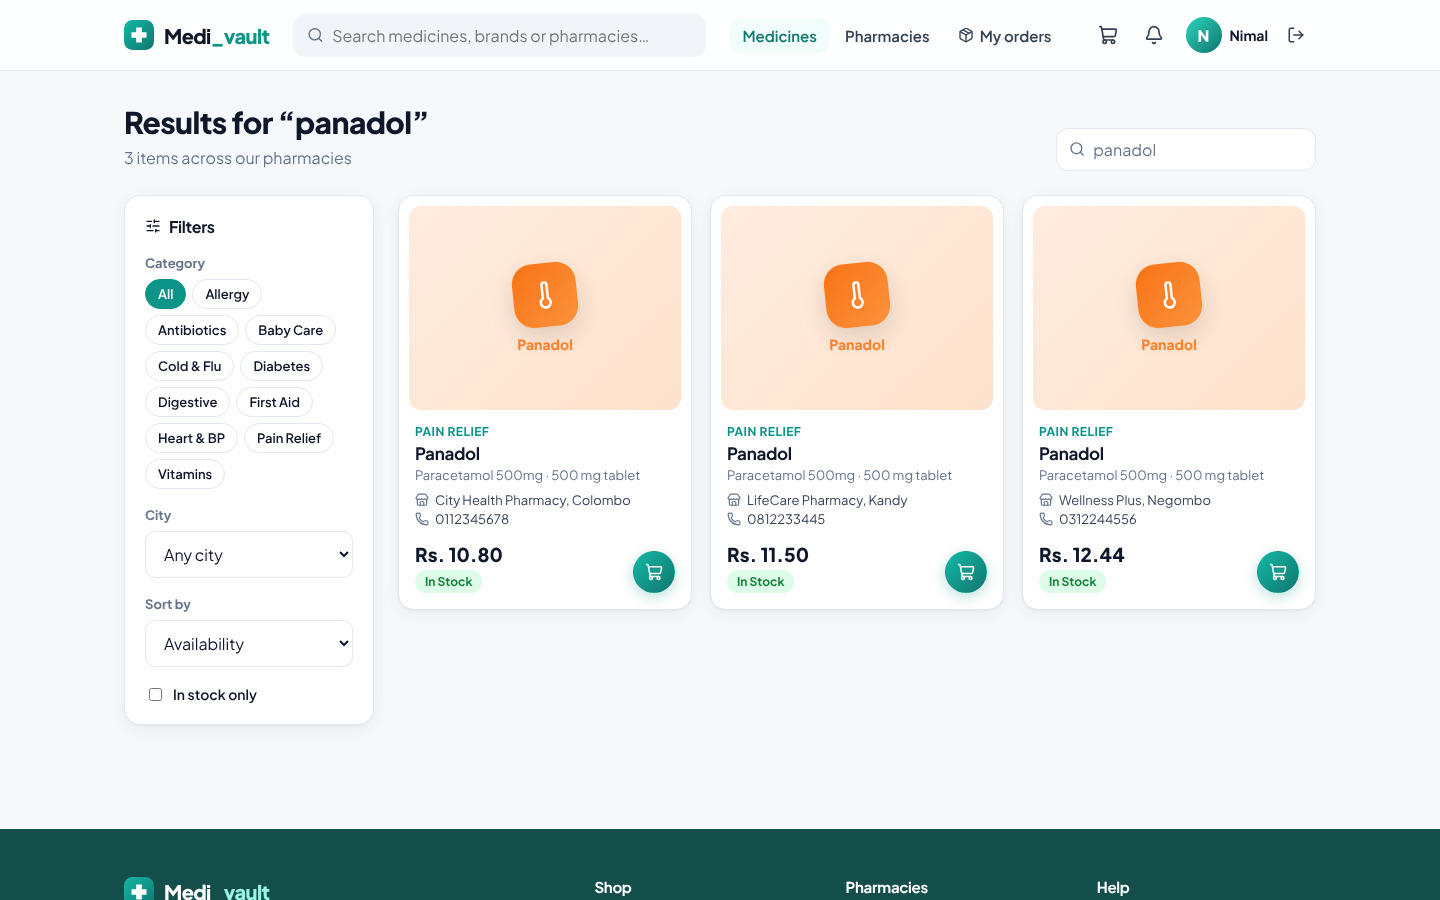 Medi_vault
Search medicines, brands or pharmacies…
Medicines
Pharmacies
My orders
N
Nimal
Results for “panadol”
3 items across our pharmacies
panadol
Filters
Category
All
Allergy
Antibiotics
Baby Care
Cold & Flu
Diabetes
Digestive
First Aid
Heart & BP
Pain Relief
Vitamins
City
Any city
Sort by
Availability
In stock only
Panadol
PAIN RELIEF
Panadol
Paracetamol 500mg · 500 mg tablet
City Health Pharmacy, Colombo
0112345678
Rs. 10.80
In Stock
Panadol
PAIN RELIEF
Panadol
Paracetamol 500mg · 500 mg tablet
LifeCare Pharmacy, Kandy
0812233445
Rs. 11.50
In Stock
Panadol
PAIN RELIEF
Panadol
Paracetamol 500mg · 500 mg tablet
Wellness Plus, Negombo
0312244556
Rs. 12.44
In Stock
Medi_vault
Shop
Pharmacies
Help